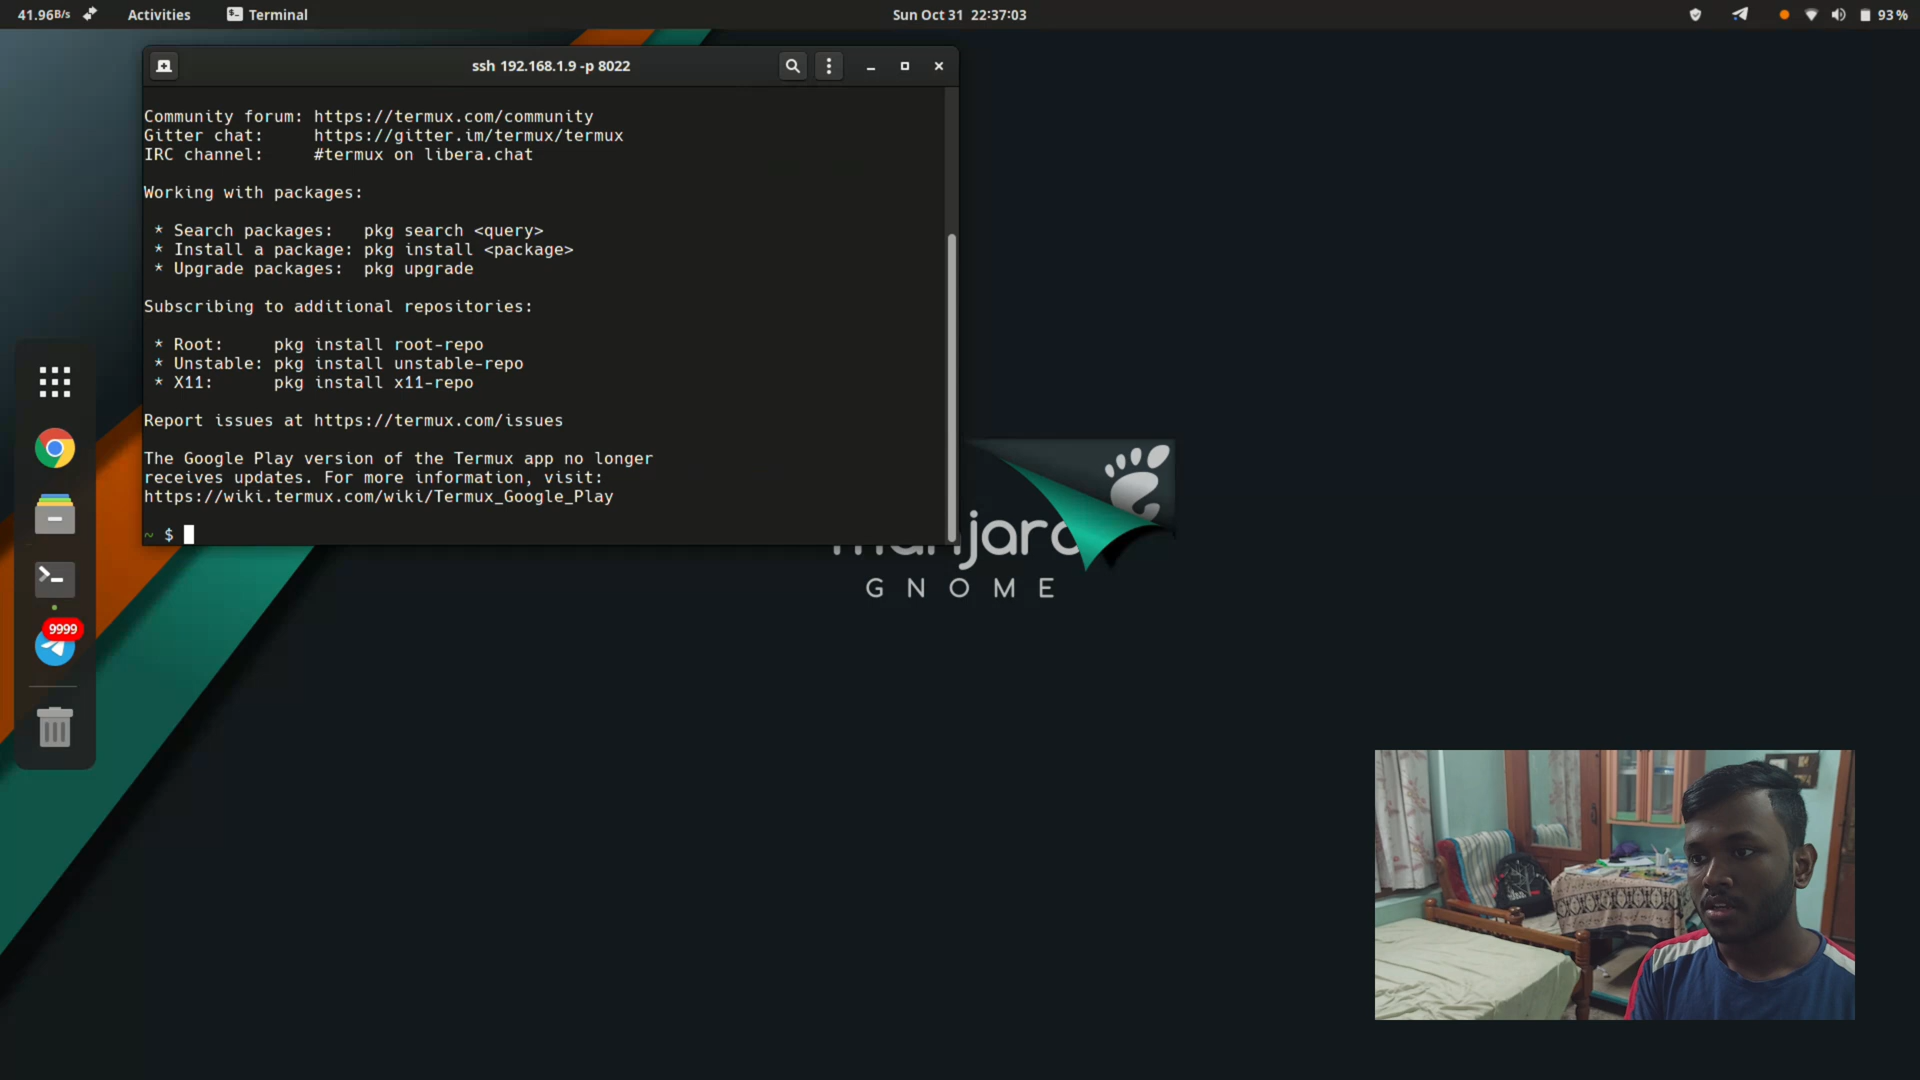 41.96B/s
Activities
Terminal
Sun Oct 31 22:37:03
93 %
ssh 192.168.1.9 -p 8022
Community forum: https://termux.com/community
Gitter chat: https://gitter.im/termux/termux
IRC channel: #termux on libera.chat
Working with packages:
* Search packages: pkg search <query>
* Install a package: pkg install <package>
* Upgrade packages: pkg upgrade
Subscribing to additional repositories:
* Root: pkg install root-repo
* Unstable: pkg install unstable-repo
* X11: pkg install x11-repo
Report issues at https://termux.com/issues
The Google Play version of the Termux app no longer
receives updates. For more information, visit:
https://wiki.termux.com/wiki/Termux_Google_Play
~ $
manjaro
GNOME
9999